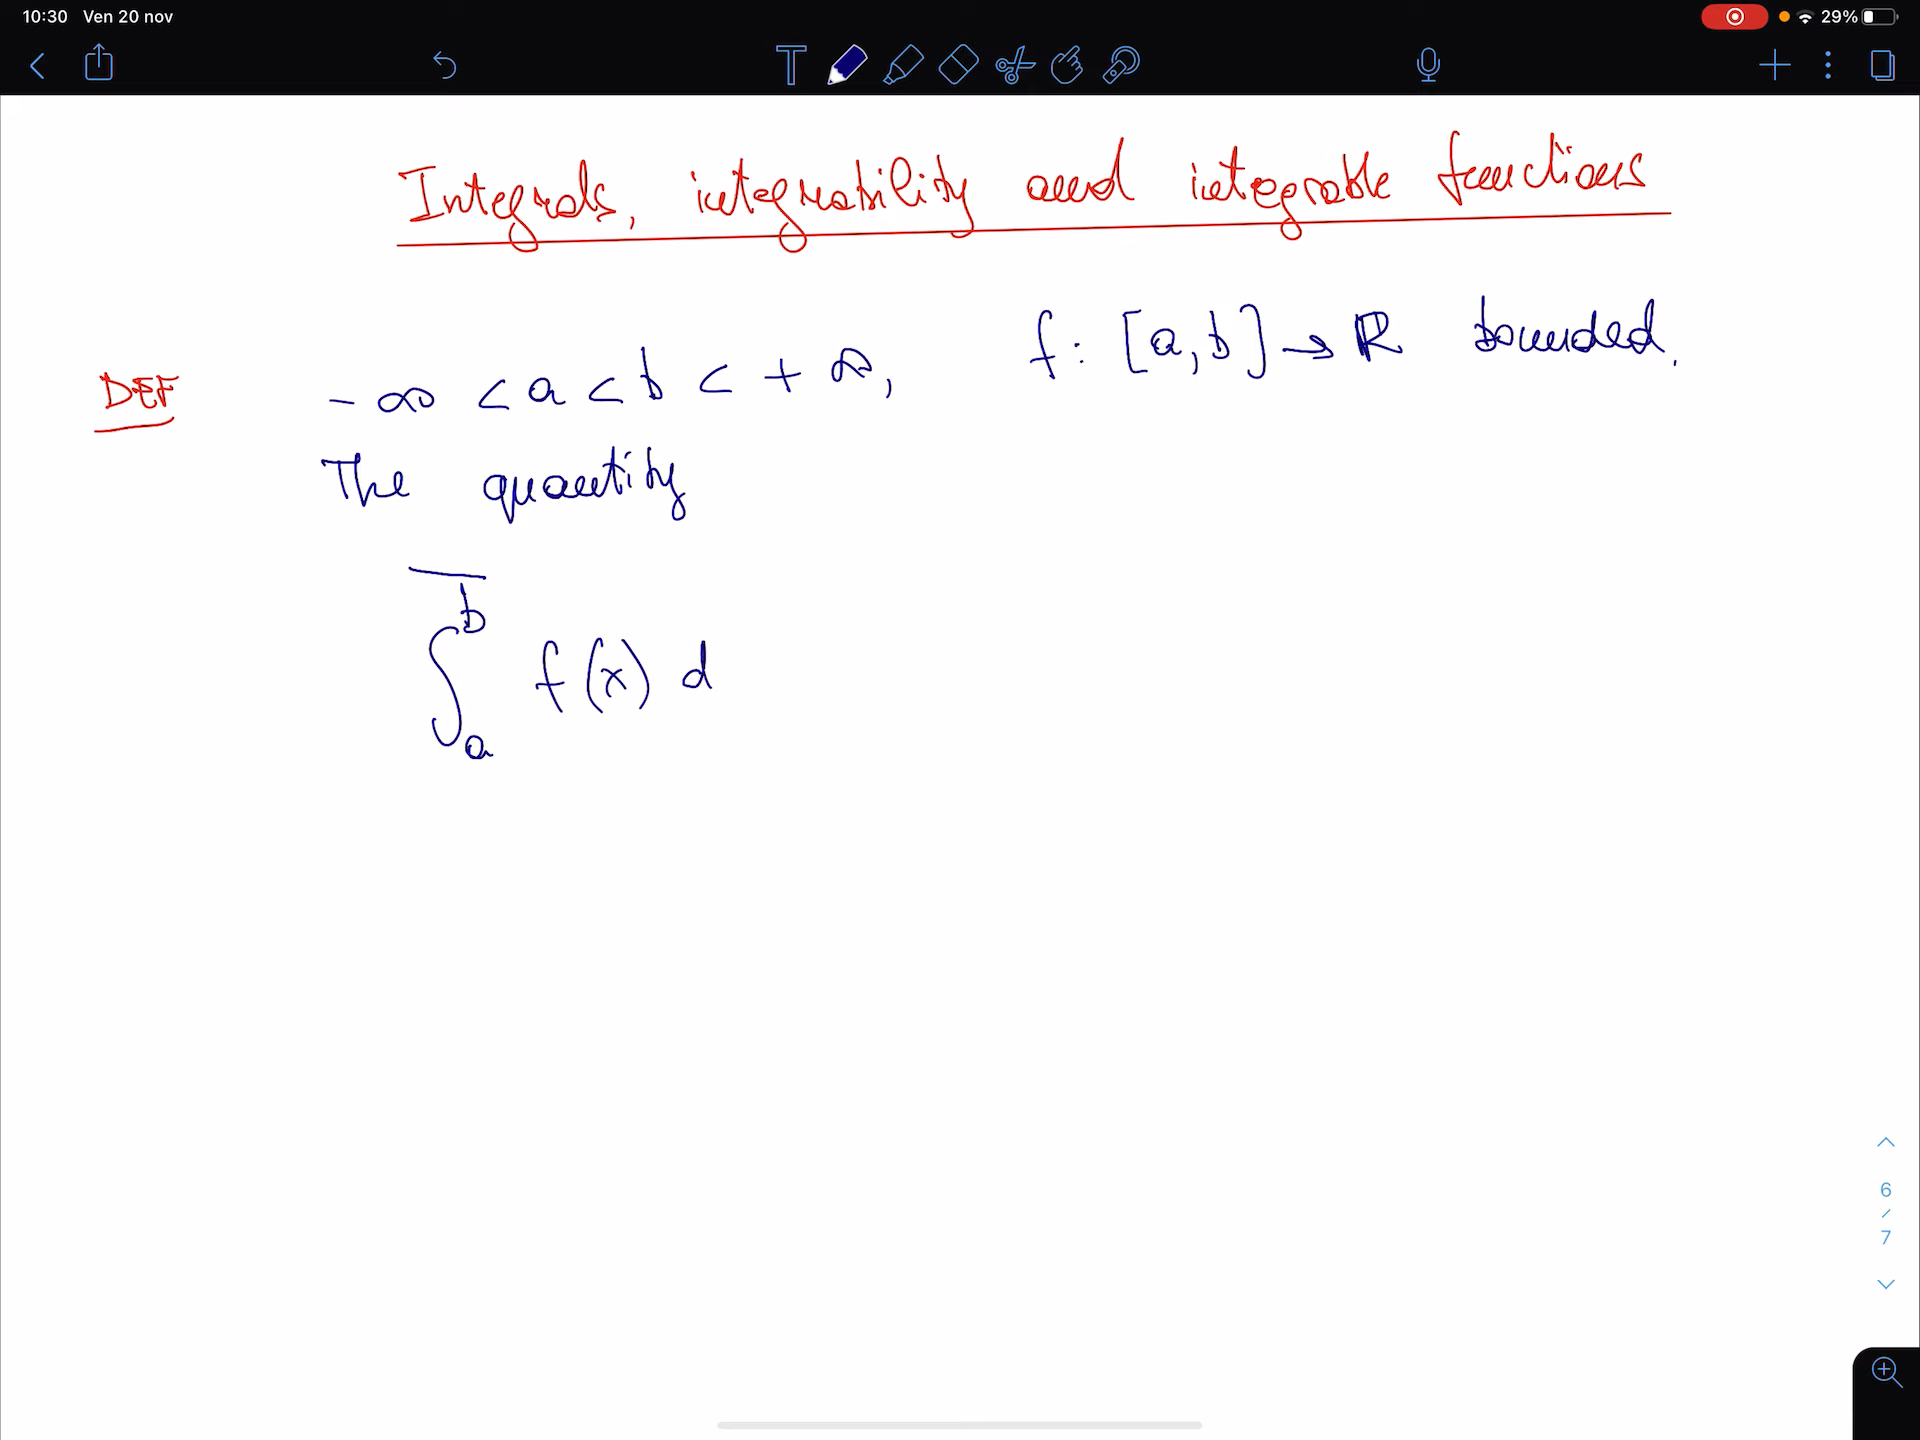 10:30 Ven 20 nov 29%
Integrals, integrability and integrable functions
DEF -∞ < a < b < +∞, f: [a,b] → ℝ bounded.
The quantity
‾∫ₐᵇ f(x) d
6
/
7